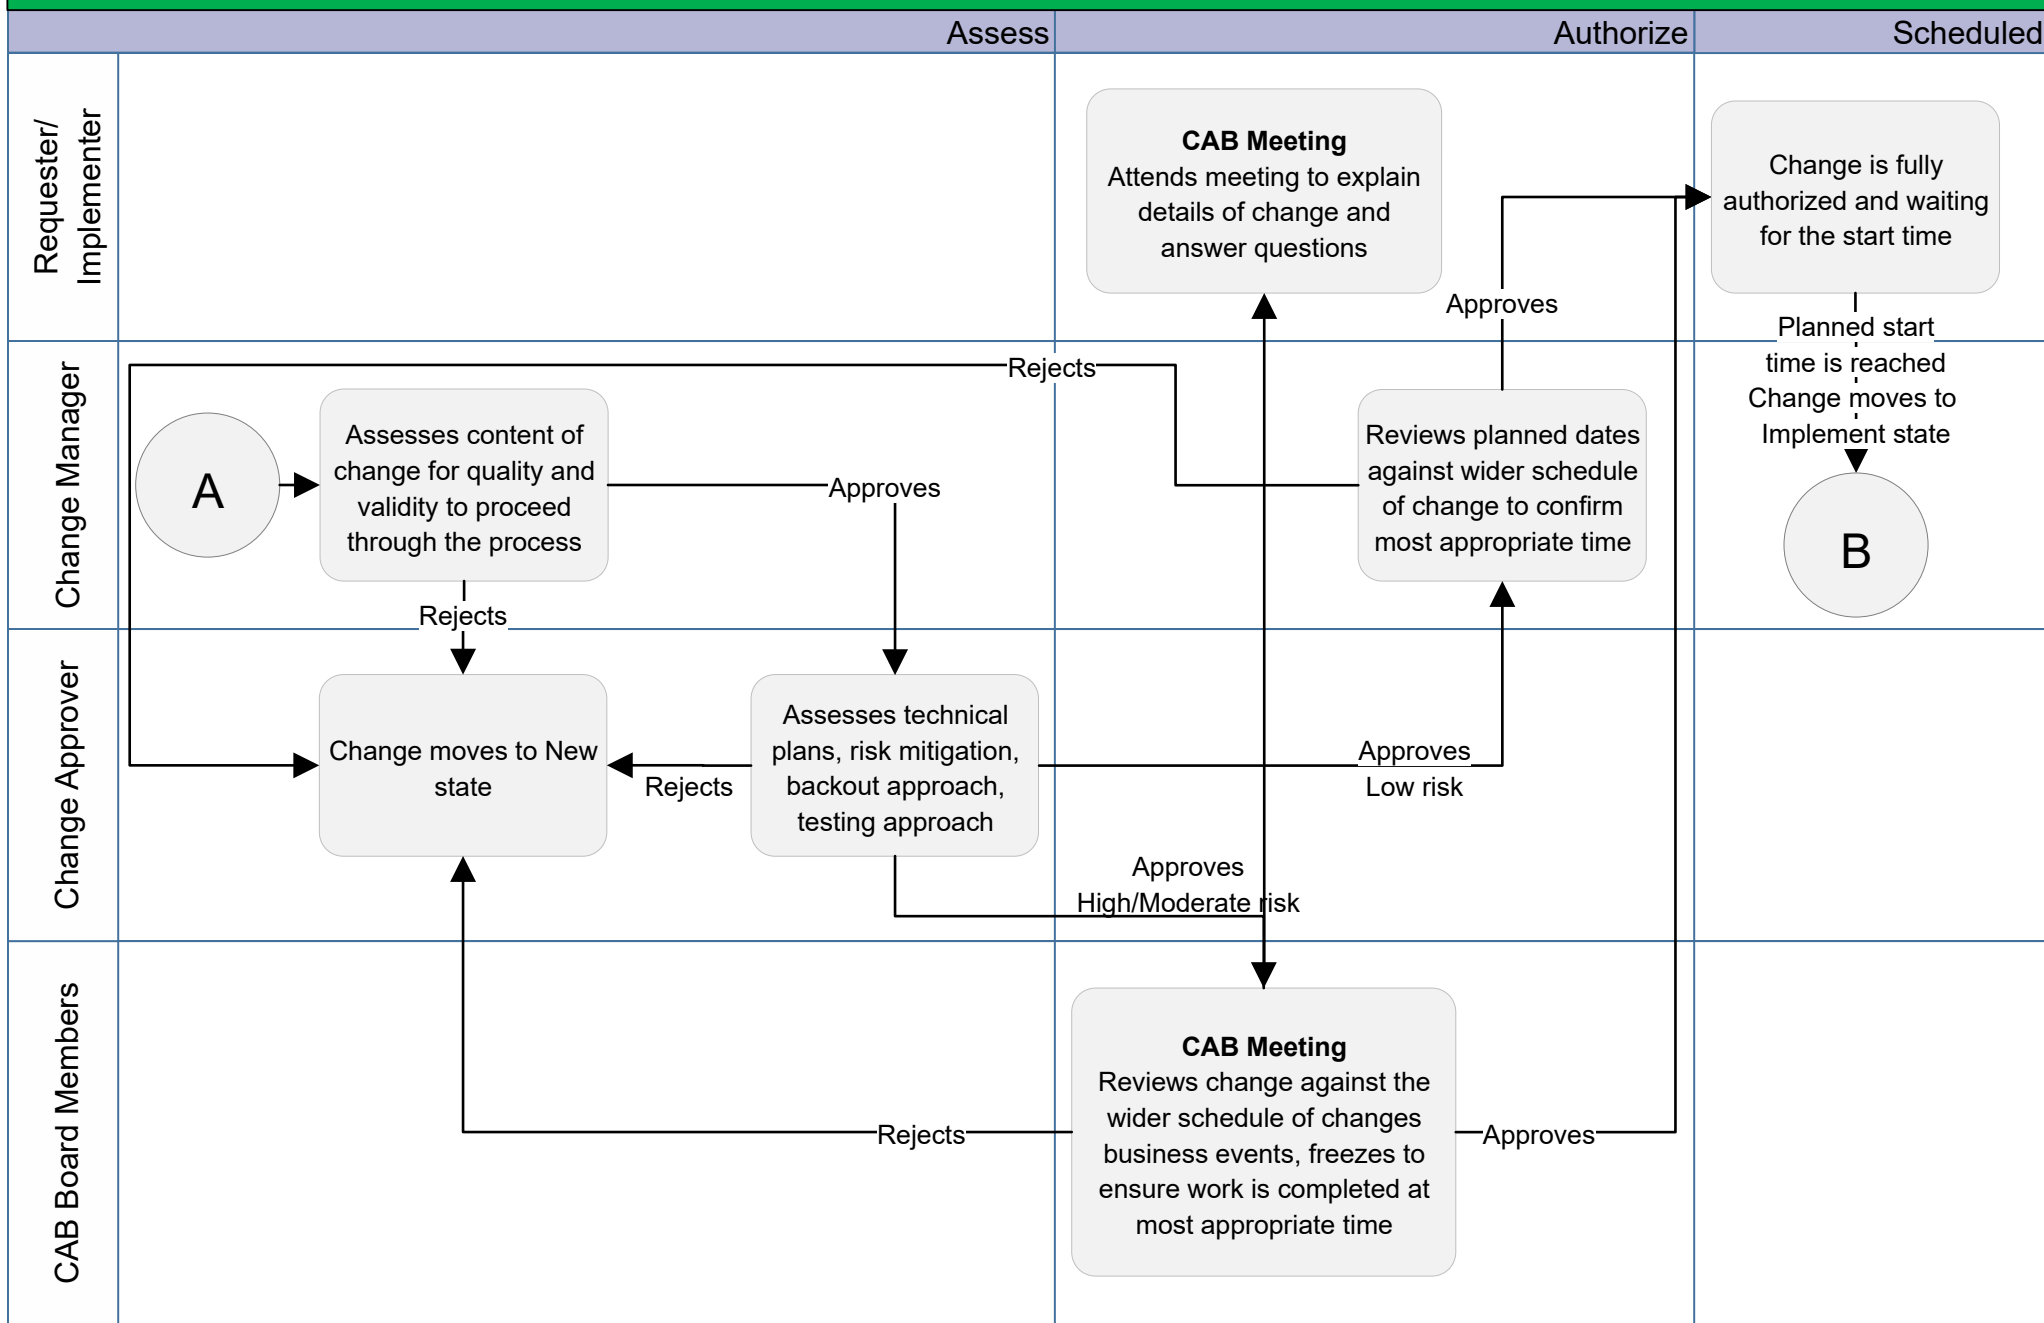 Assess
Authorize
Scheduled
Requester/
Implementer
CAB Meeting
Attends meeting to explain
details of change and
answer questions
Change is fully
authorized and waiting
for the start time
Approves
Planned start
time is reached
Change moves to
Implement state
Change Manager
Rejects
A
Assesses content of
change for quality and
validity to proceed
through the process
Approves
Reviews planned dates
against wider schedule
of change to confirm
most appropriate time
B
Rejects
Change Approver
Change moves to New
state
Rejects
Assesses technical
plans, risk mitigation,
backout approach,
testing approach
Approves
Low risk
Approves
High/Moderate risk
CAB Board Members
Rejects
CAB Meeting
Reviews change against the
wider schedule of changes
business events, freezes to
ensure work is completed at
most appropriate time
Approves